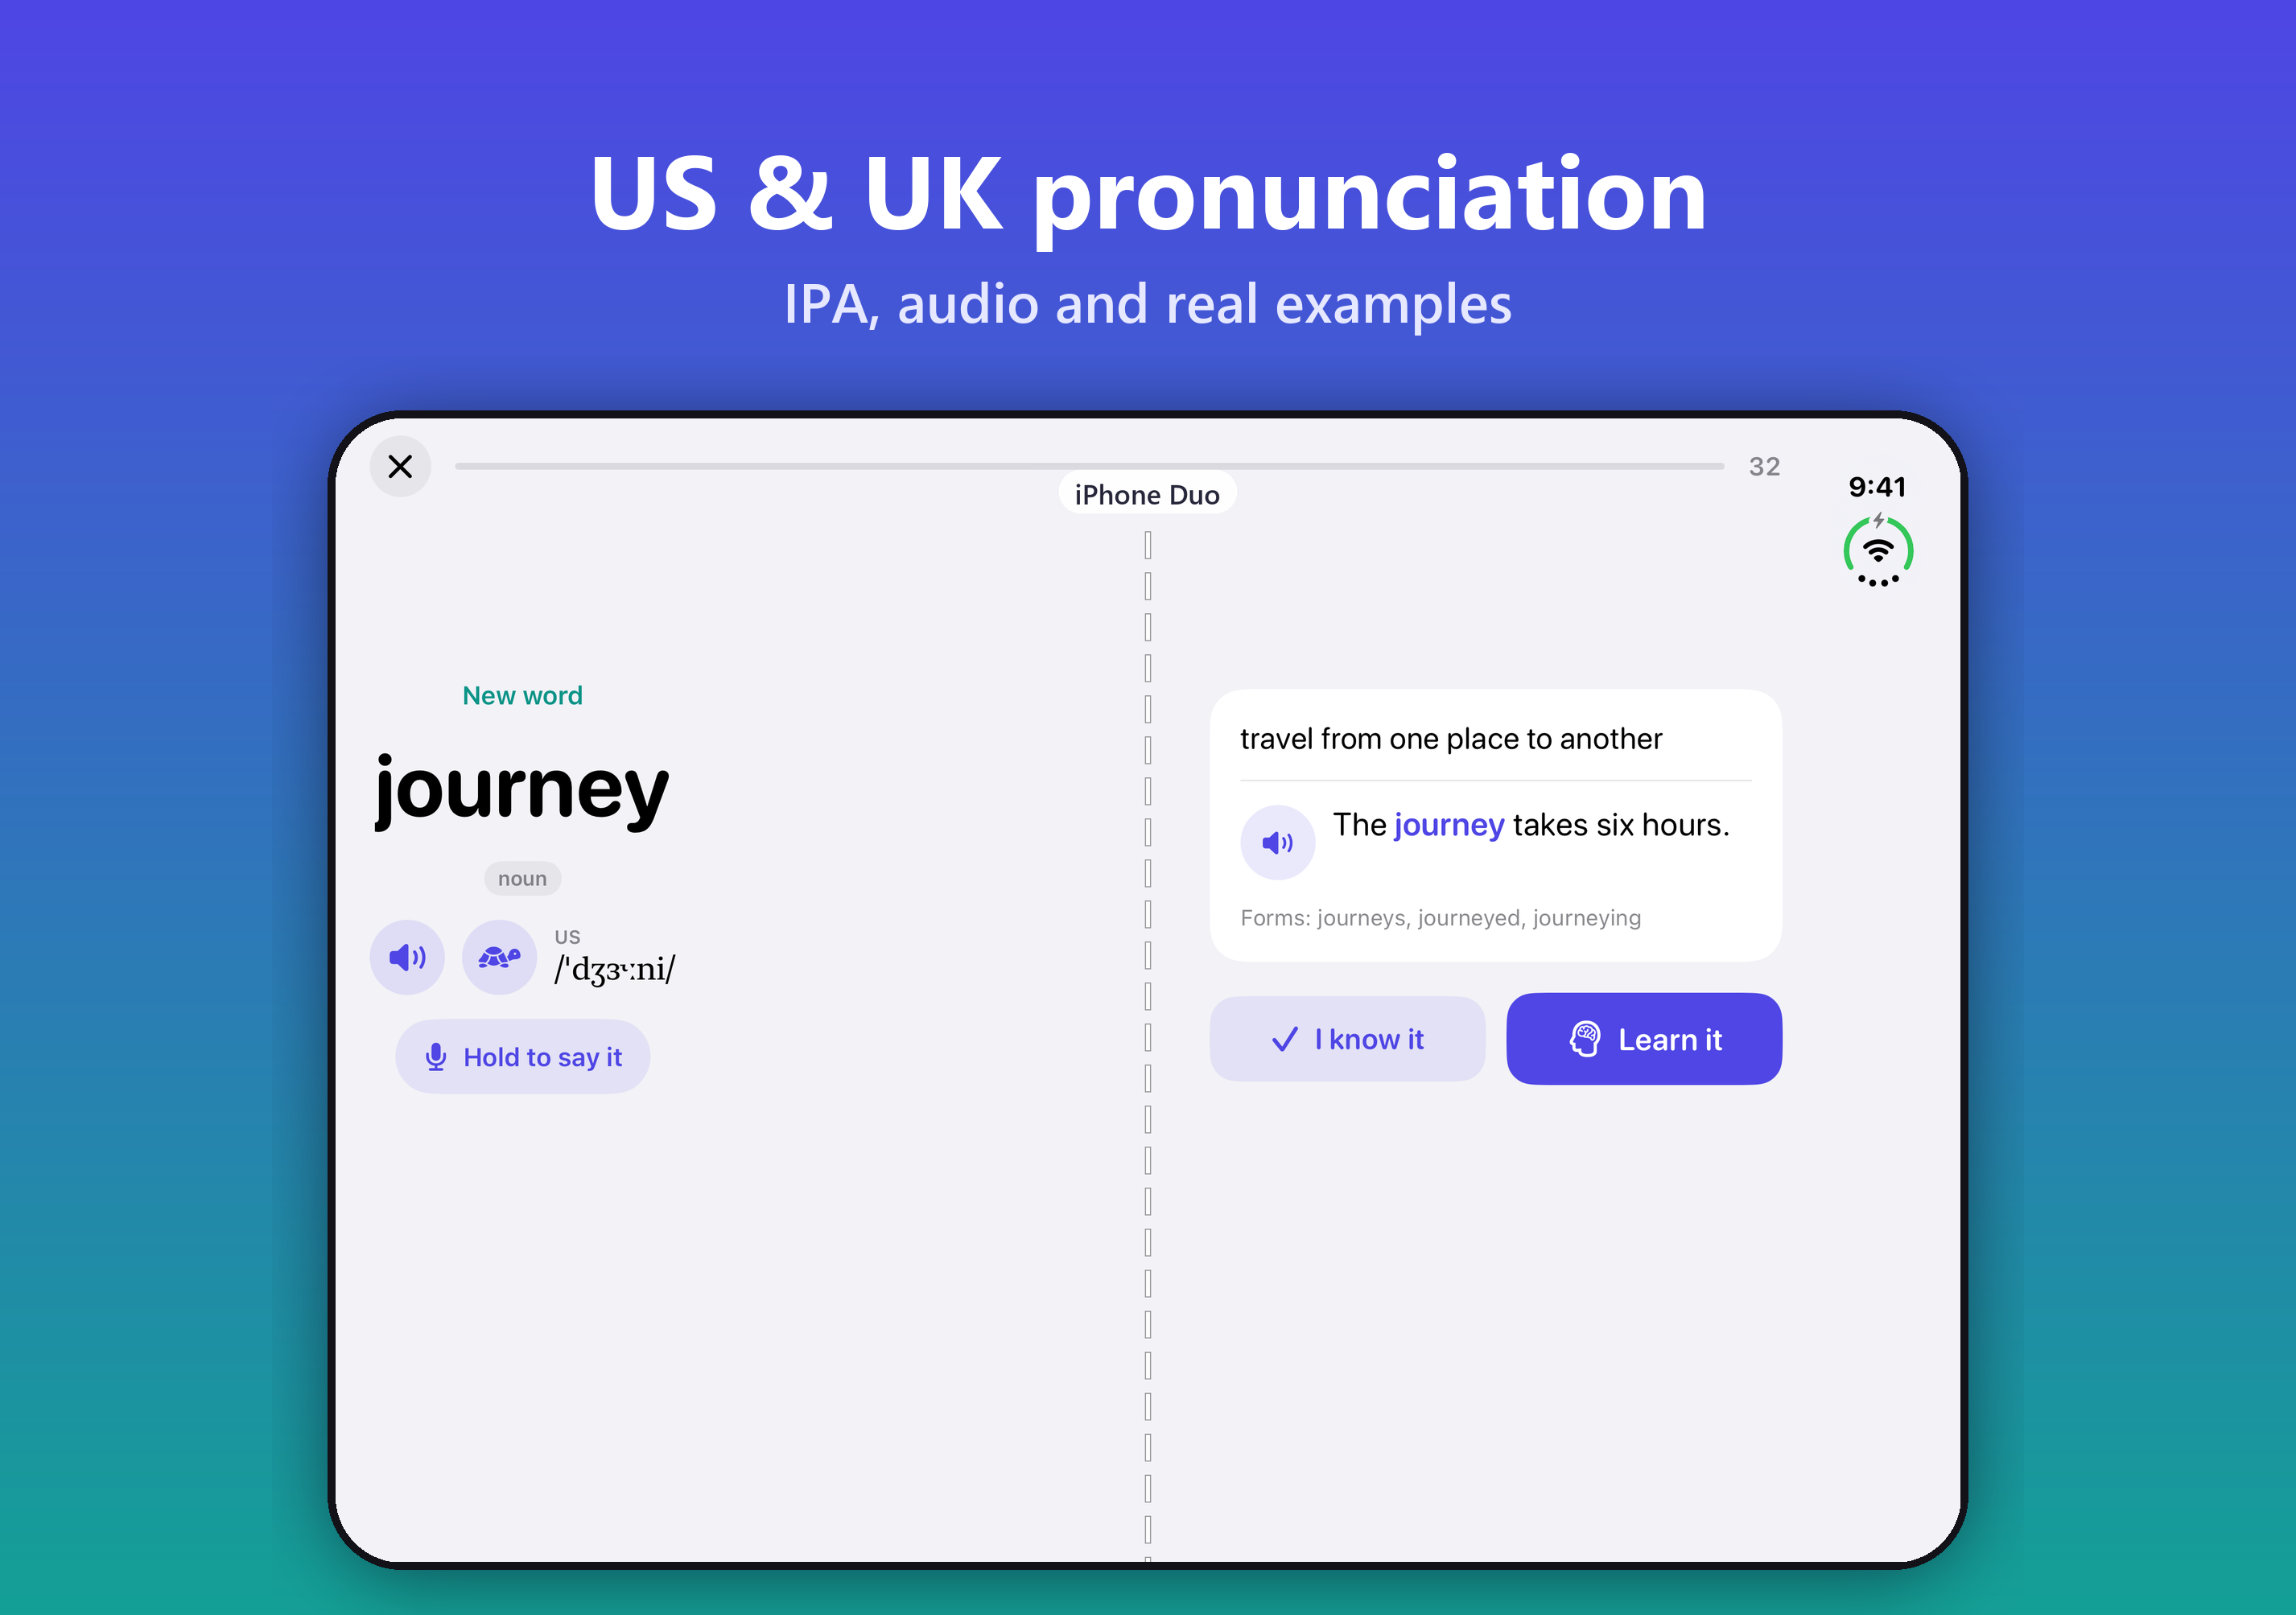 US & UK pronunciation
IPA, audio and real examples
32
iPhone Duo
9:41
New word
journey
noun
US
/ˈdʒɝːni/
Hold to say it
travel from one place to another
The journey takes six hours.
Forms: journeys, journeyed, journeying
I know it
Learn it